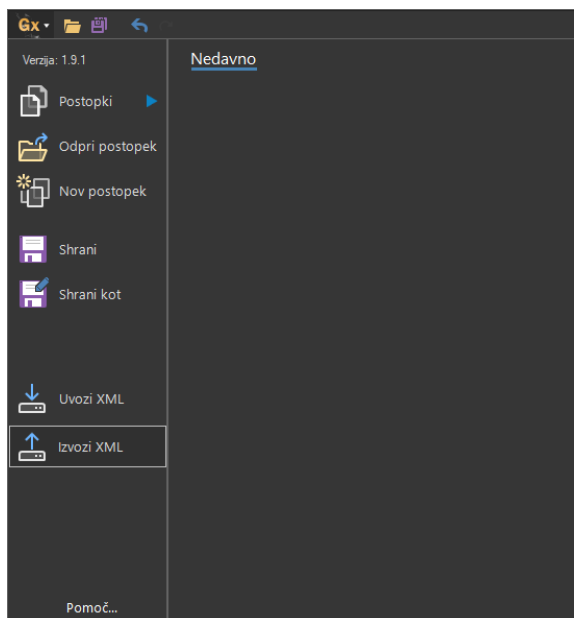 Gx
Verzija: 1.9.1
Nedavno
Postopki
Odpri postopek
Nov postopek
Shrani
Shrani kot
Uvozi XML
Izvozi XML
Pomoč...